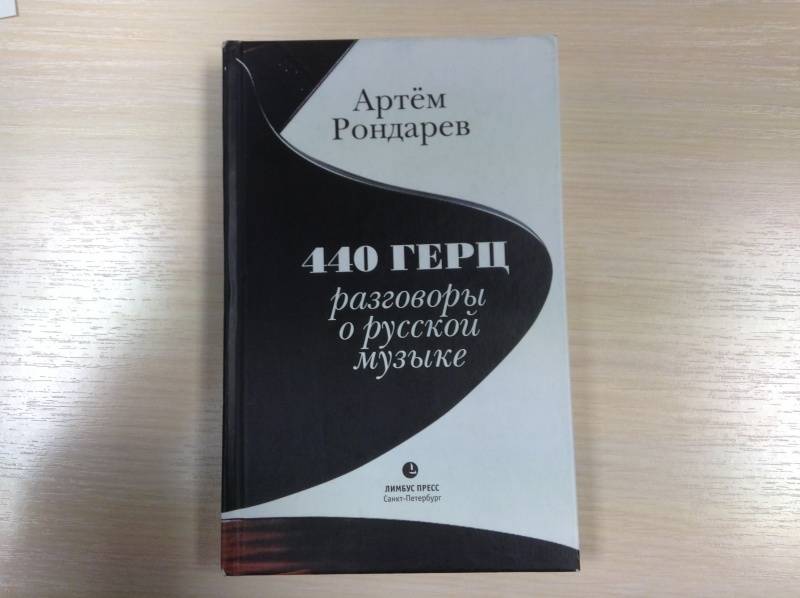 Артём
Рондарев
440 ГЕРЦ
разговоры
о русской
музыке
ЛИМБУС ПРЕСС
Санкт-Петербург